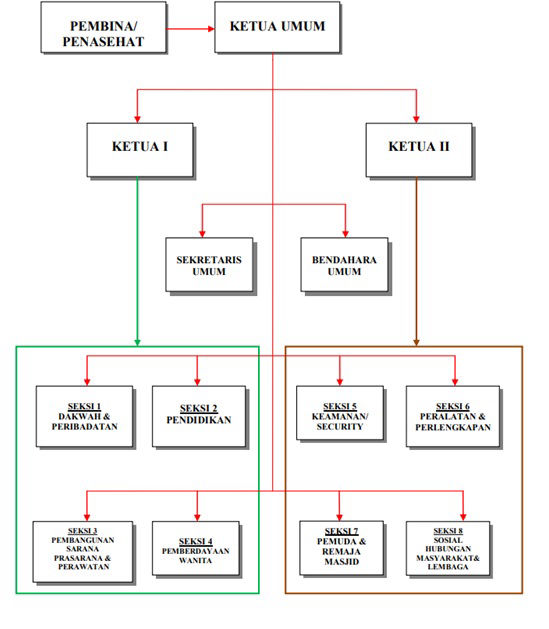 PEMBINA/
PENASEHAT
KETUA UMUM
KETUA I
KETUA II
SEKRETARIS
UMUM
BENDAHARA
UMUM
SEKSI 1
DAKWAH &
PERIBADATAN
SEKSI 2
PENDIDIKAN
SEKSI 5
KEAMANAN/
SECURITY
SEKSI 6
PERALATAN &
PERLENGKAPAN
SEKSI 3
PEMBANGUNAN
SARANA
PRASARANA &
PERAWATAN
SEKSI 4
PEMBERDAYAAN
WANITA
SEKSI 7
PEMUDA &
REMAJA
MASJID
SEKSI 8
SOSIAL
HUBUNGAN
MASYARAKAT&
LEMBAGA